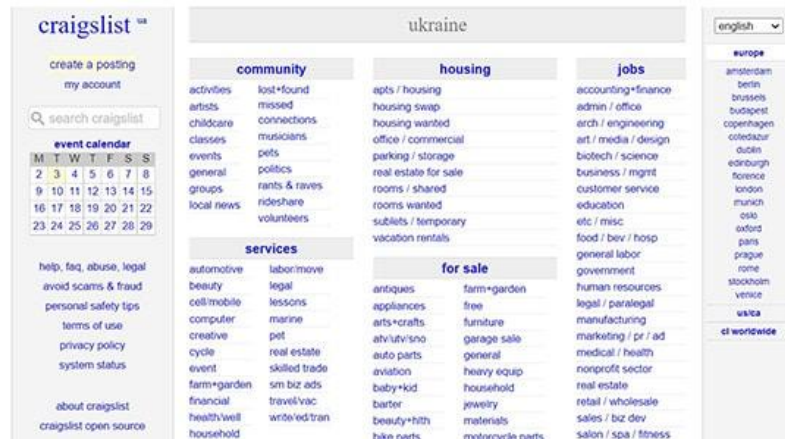 craigslist ua
create a posting
my account
search craigslist
event calendar
M T W T F S S
2 3 4 5 6 7 8
9 10 11 12 13 14 15
16 17 18 19 20 21 22
23 24 25 26 27 28 29
help, faq, abuse, legal
avoid scams & fraud
personal safety tips
terms of use
privacy policy
system status
about craigslist
craigslist open source
ukraine
community
activities
artists
childcare
classes
events
general
groups
local news
lost+found
missed
connections
musicians
pets
politics
rants & raves
rideshare
volunteers
services
automotive
beauty
cell/mobile
computer
creative
cycle
event
farm+garden
financial
health/well
household
labor/move
legal
lessons
marine
pet
real estate
skilled trade
sm biz ads
travel/vac
write/ed/tran
housing
apts / housing
housing swap
housing wanted
office / commercial
parking / storage
real estate for sale
rooms / shared
rooms wanted
sublets / temporary
vacation rentals
for sale
antiques
appliances
arts+crafts
atv/utv/sno
auto parts
aviation
baby+kid
barter
beauty+hlth
bike parts
farm+garden
free
furniture
garage sale
general
heavy equip
household
jewelry
materials
motorcycle parts
jobs
accounting+finance
admin / office
arch / engineering
art / media / design
biotech / science
business / mgmt
customer service
education
etc / misc
food / bev / hosp
general labor
government
human resources
legal / paralegal
manufacturing
marketing / pr / ad
medical / health
nonprofit sector
real estate
retail / wholesale
sales / biz dev
salon / spa / fitness
english
europe
amsterdam
berlin
brussels
budapest
copenhagen
cotedazur
dublin
edinburgh
florence
london
munich
oslo
oxford
paris
prague
rome
stockholm
venice
us/ca
cl worldwide